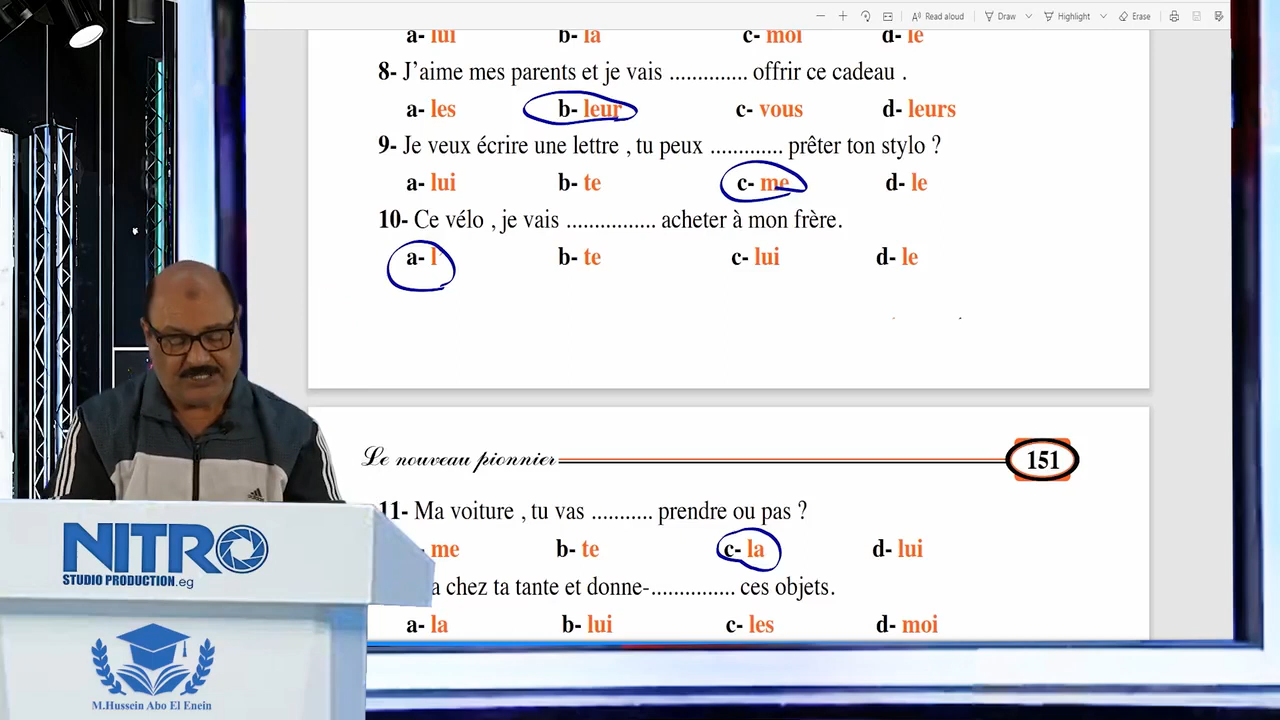 Read aloud Draw Highlight Erase
a- lui b- la c- moi d- le
8- J’aime mes parents et je vais .............. offrir ce cadeau .
a- les b- leur c- vous d- leurs
9- Je veux écrire une lettre , tu peux ............. prêter ton stylo ?
a- lui b- te c- me d- le
10- Ce vélo , je vais ................ acheter à mon frère.
a- l’ b- te c- lui d- le
Le nouveau pionnier 151
11- Ma voiture , tu vas ........... prendre ou pas ?
- me b- te c- la d- lui
a chez ta tante et donne-............... ces objets.
a- la b- lui c- les d- moi
NITRO
STUDIO PRODUCTION.eg
M.Hussein Abo El Enein